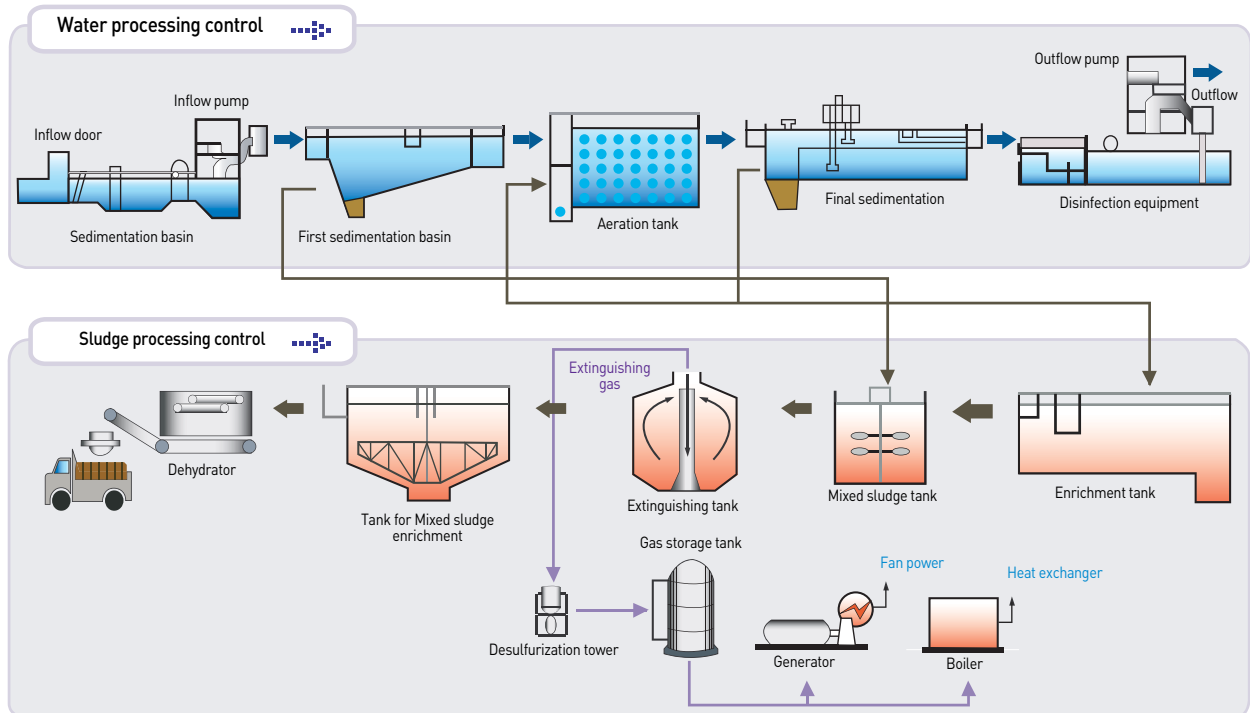 Water processing control
Inflow door
Inflow pump
Sedimentation basin
First sedimentation basin
Aeration tank
Final sedimentation
Outflow pump
Outflow
Disinfection equipment
Sludge processing control
Dehydrator
Tank for Mixed sludge
enrichment
Extinguishing
gas
Extinguishing tank
Mixed sludge tank
Enrichment tank
Desulfurization tower
Gas storage tank
Generator
Fan power
Boiler
Heat exchanger